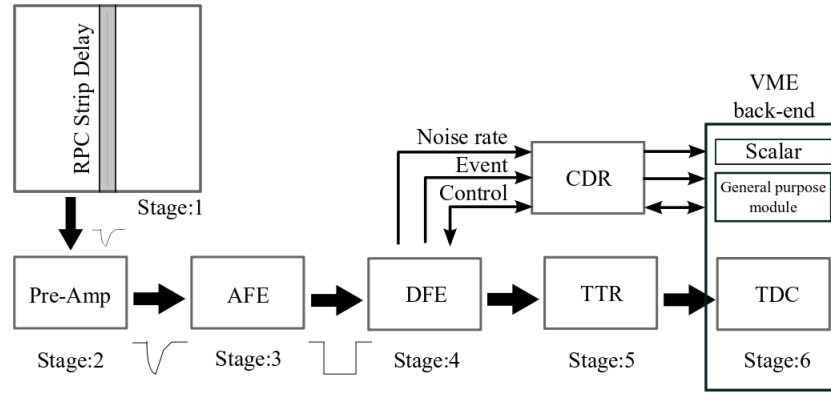 RPC Strip Delay
Stage:1
VME
back-end
Noise rate
Event
Control
CDR
Scalar
General purpose
module
Pre-Amp
AFE
DFE
TTR
TDC
Stage:2
Stage:3
Stage:4
Stage:5
Stage:6